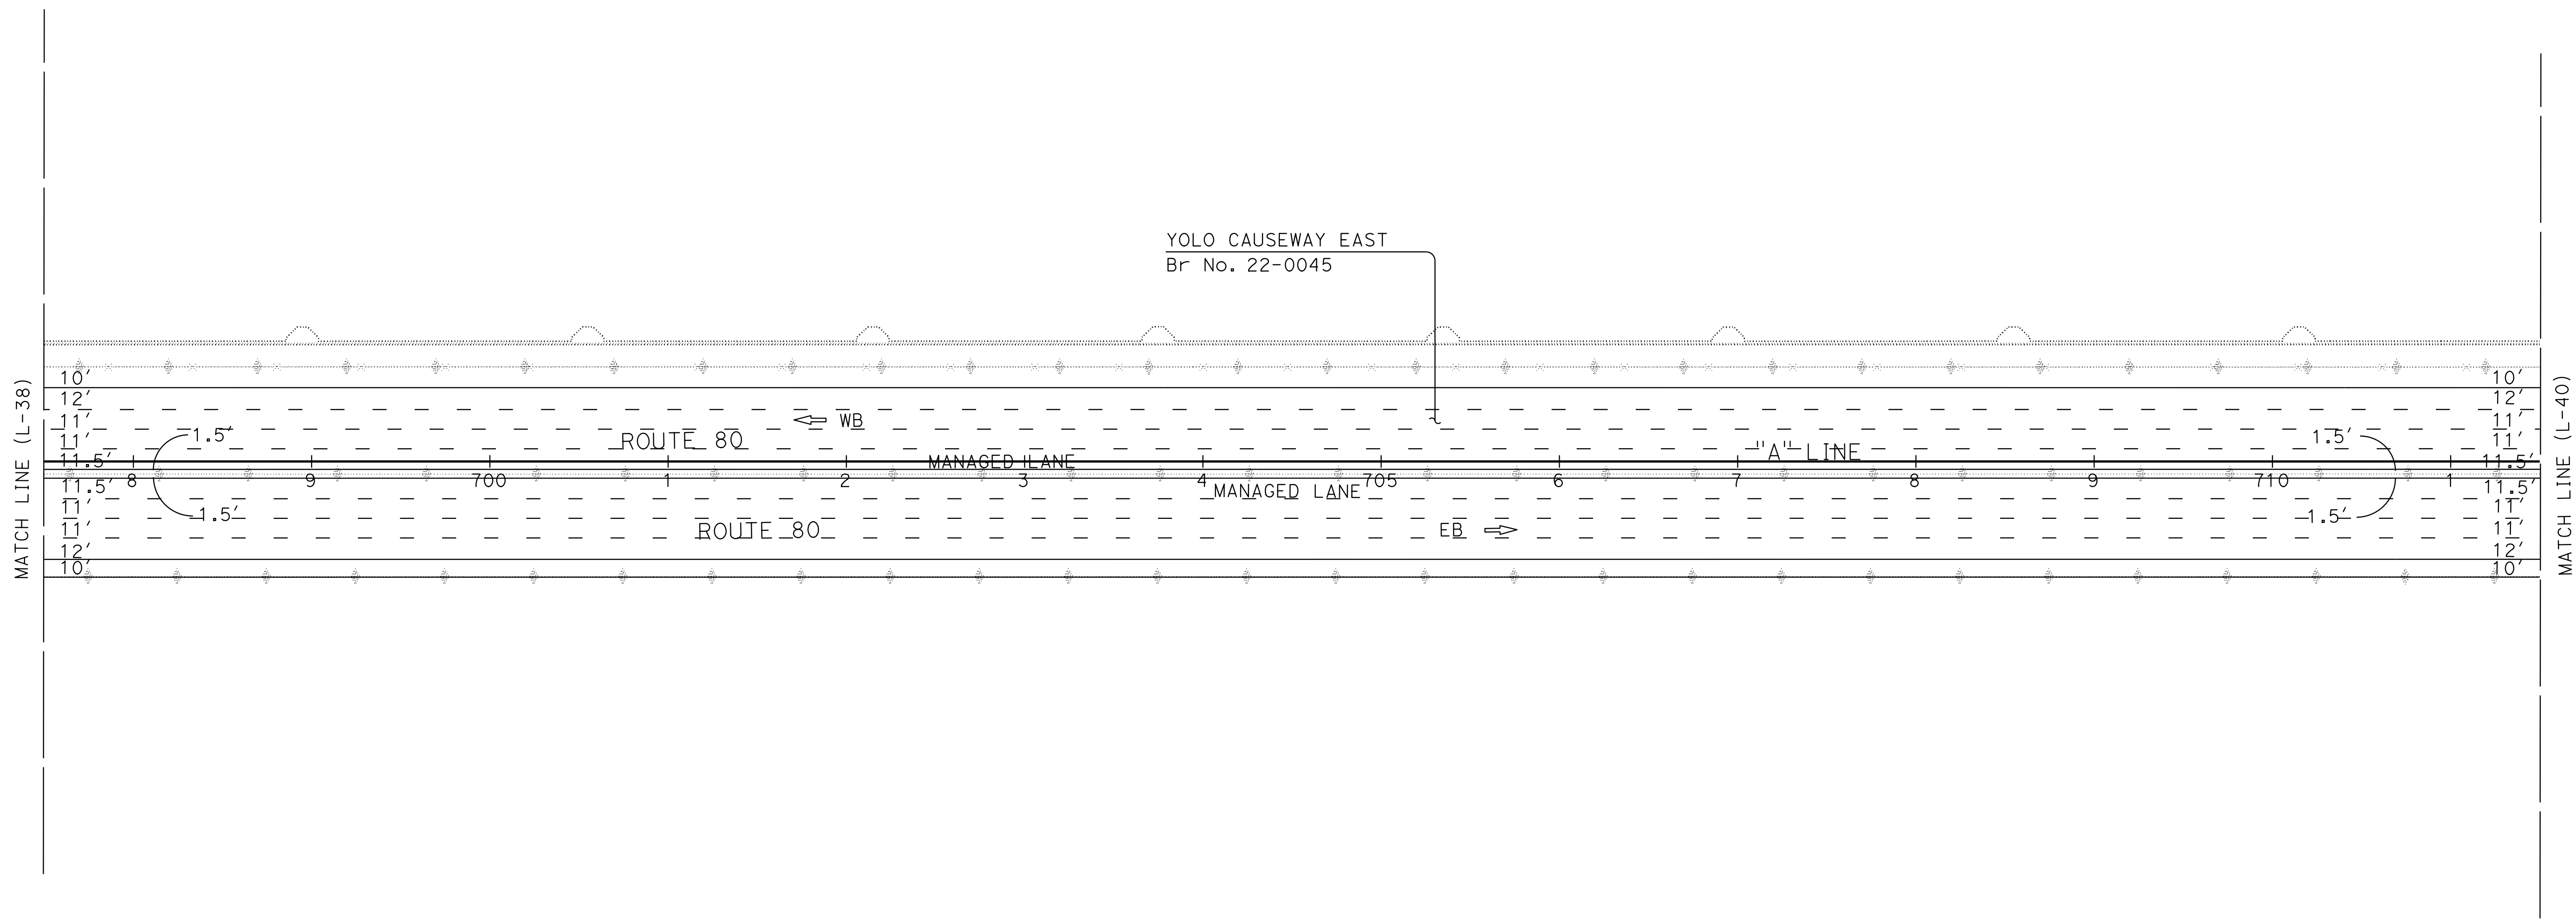 YOLO CAUSEWAY EAST
Br No. 22-0045
MATCH LINE (L-38)
MATCH LINE (L-40)
10' 10'
12' 12'
11' WB 11'
11' 1.5' ROUTE 80 "A" LINE 1.5' 11'
11.5' MANAGED LANE 11.5'
8 9 700 1 2 3 4 705 6 7 8 9 710 1
11.5' MANAGED LANE 11.5'
11' 11'
1.5' 1.5'
11' ROUTE 80 EB 11'
12' 12'
10' 10'